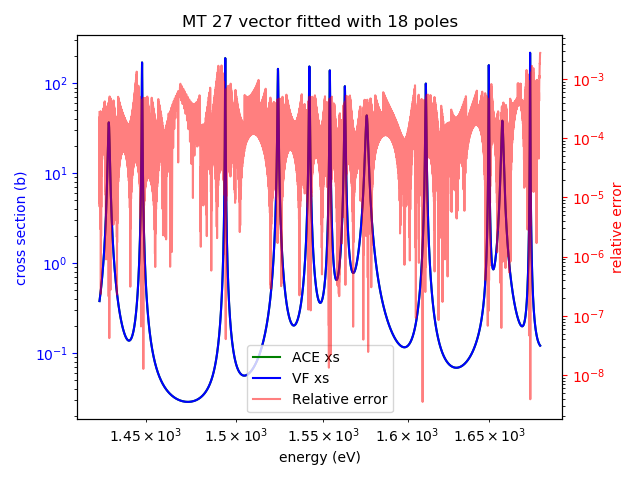 MT 27 vector fitted with 18 poles
cross section (b)
10²
10¹
10⁰
10⁻¹
10⁻³
10⁻⁴
10⁻⁵
10⁻⁶
10⁻⁷
10⁻⁸
relative error
ACE xs
VF xs
Relative error
1.45×10³ 1.5×10³ 1.55×10³ 1.6×10³ 1.65×10³
energy (eV)